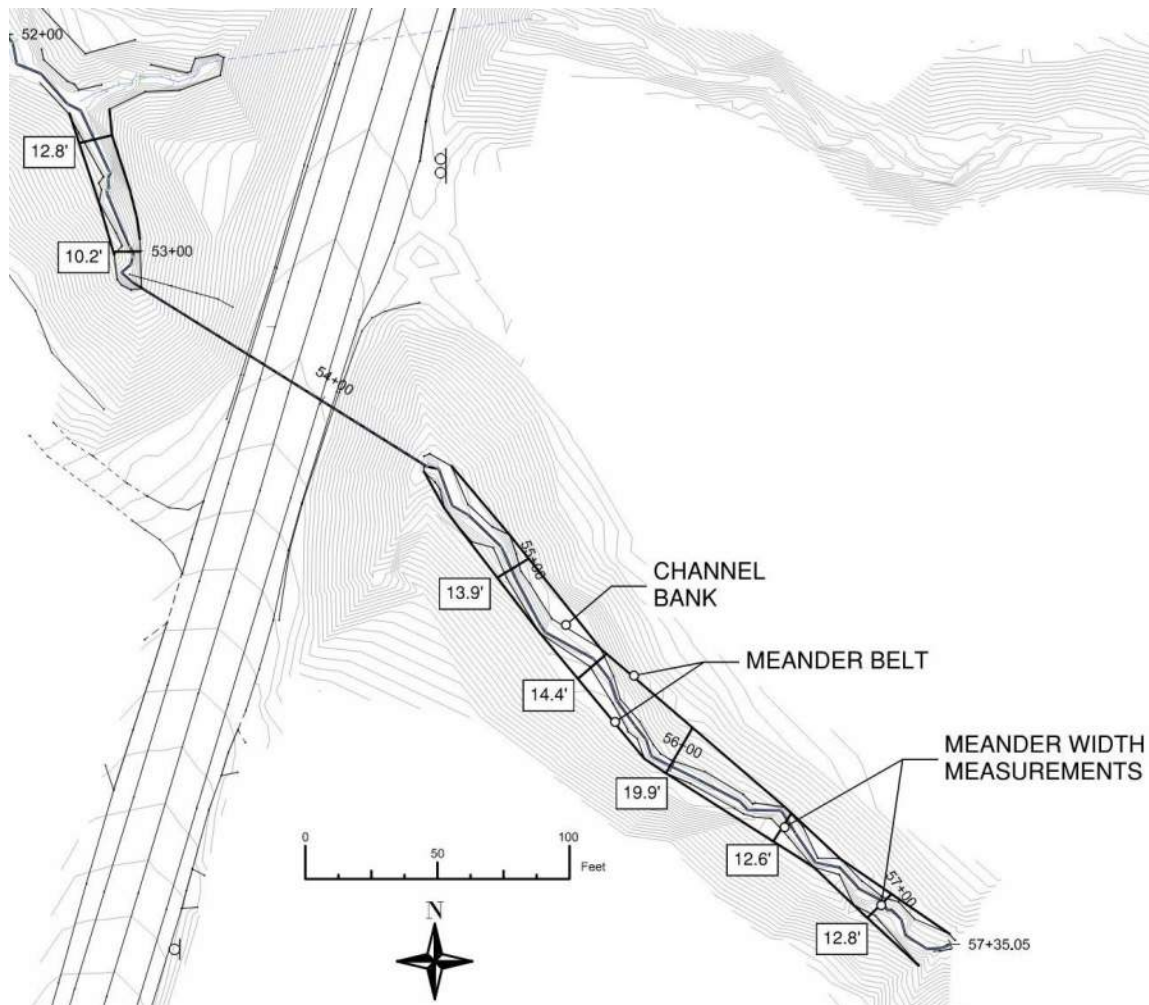 52+00
12.8'
10.2'
53+00
54+00
55+00
13.9'
CHANNEL
BANK
MEANDER BELT
14.4'
56+00
19.9'
MEANDER WIDTH
MEASUREMENTS
12.6'
57+00
12.8'
57+35.05
0
50
100
Feet
N